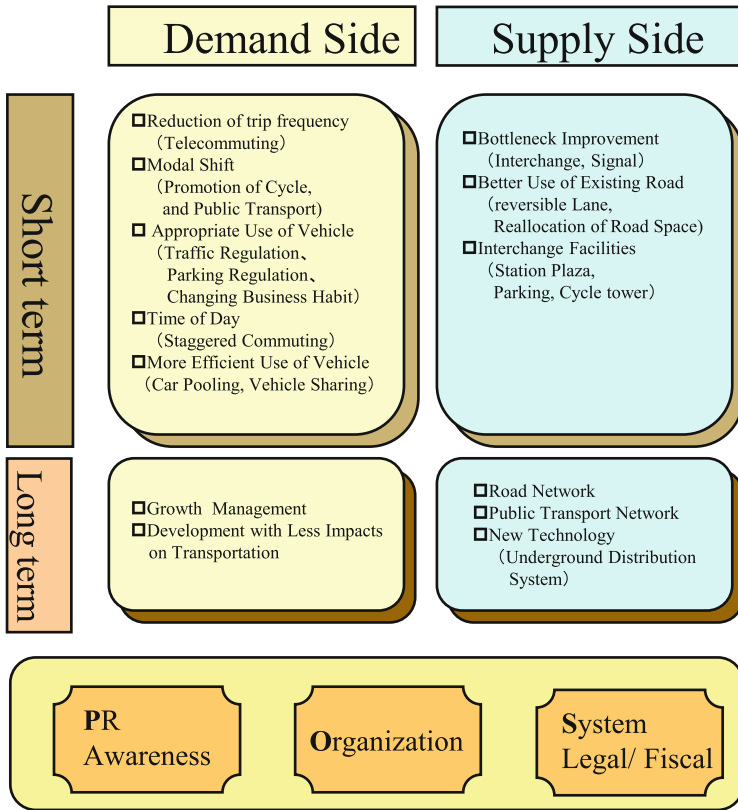 Demand Side
Supply Side
Short term
❑Reduction of trip frequency
（Telecommuting)
❑Modal Shift
（Promotion of Cycle,
and Public Transport)
❑ Appropriate Use of Vehicle
（Traffic Regulation、
Parking Regulation、
Changing Business Habit）
❑Time of Day
（Staggered Commuting）
❑More Efficient Use of Vehicle
（Car Pooling, Vehicle Sharing）
❑Bottleneck Improvement
（Interchange, Signal）
❑Better Use of Existing Road
（reversible Lane,
Reallocation of Road Space)
❑Interchange Facilities
（Station Plaza,
Parking, Cycle tower）
Long term
❑Growth Management
❑Development with Less Impacts
on Transportation
❑Road Network
❑Public Transport Network
❑New Technology
（Underground Distribution
System）
PR
Awareness
Organization
System
Legal/ Fiscal